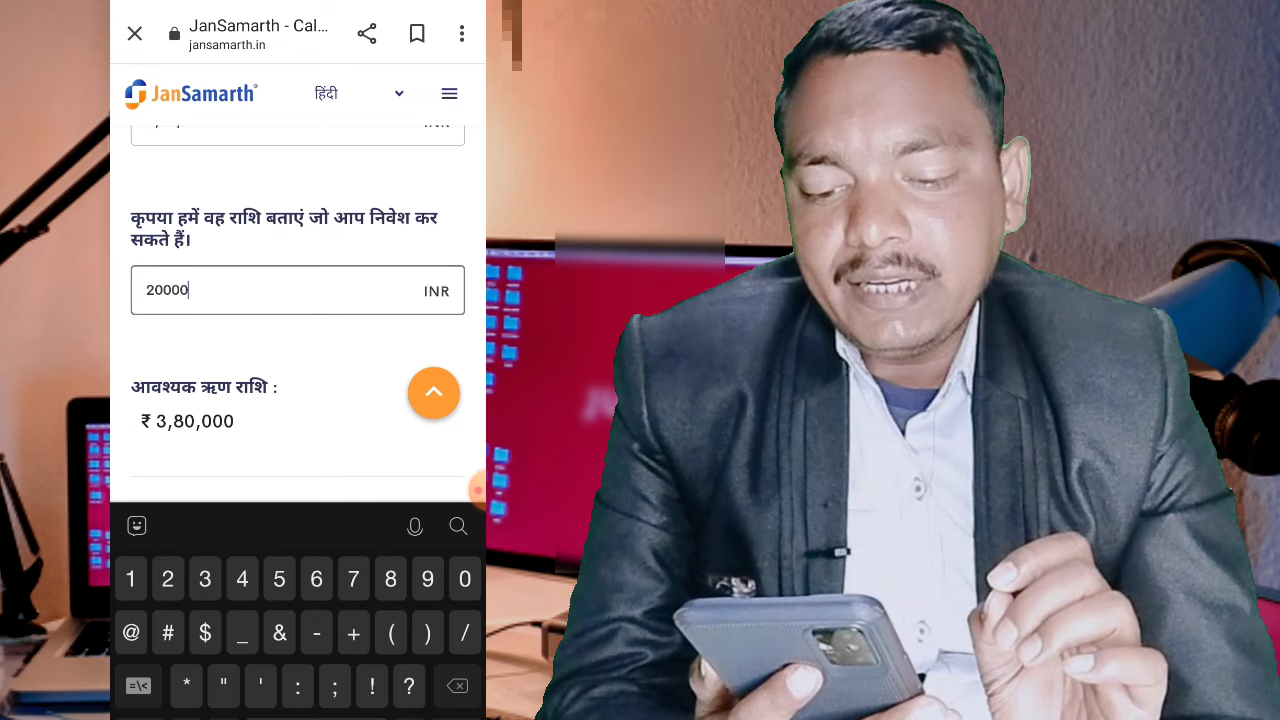 JanSamarth - Cal...
jansamarth.in
JanSamarth
हिंदी
कृपया हमें वह राशि बताएं जो आप निवेश कर
सकते हैं।
20000 INR
आवश्यक ऋण राशि :
₹ 3,80,000
1 2 3 4 5 6 7 8 9 0
@ # $ _ & - + ( ) /
=\< * " ' : ; ! ?